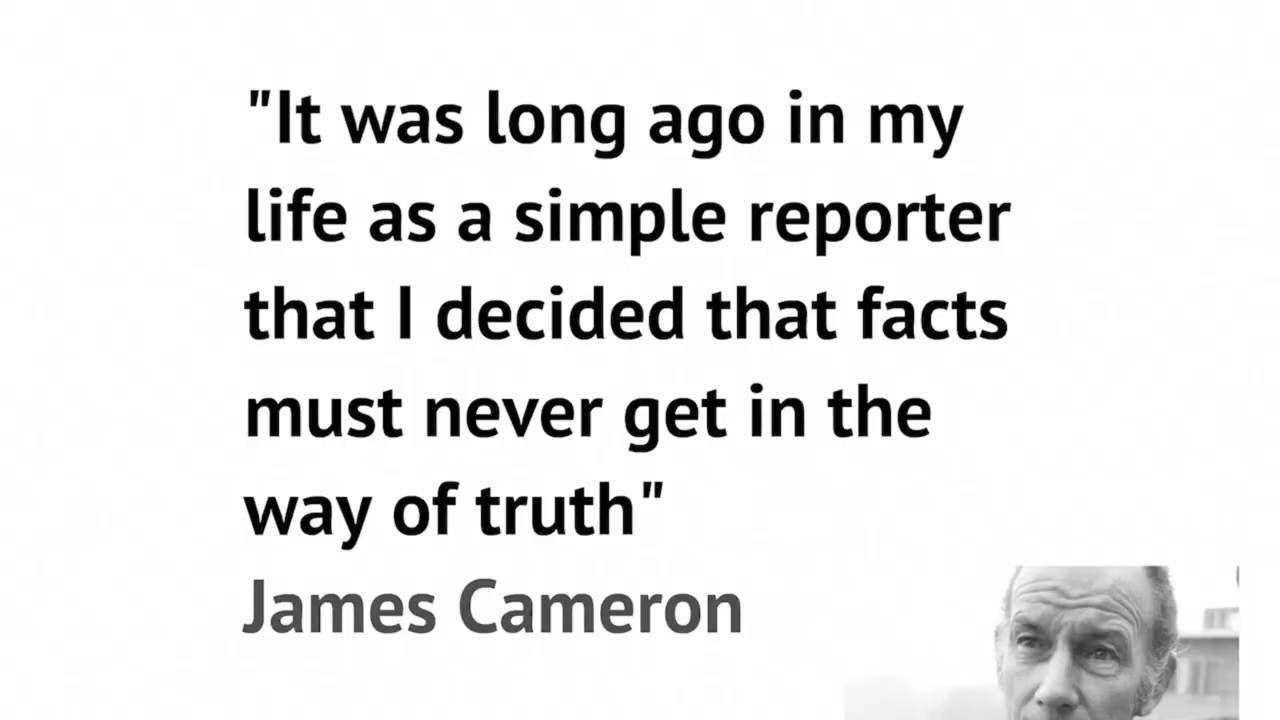 "It was long ago in my
life as a simple reporter
that I decided that facts
must never get in the
way of truth"
James Cameron